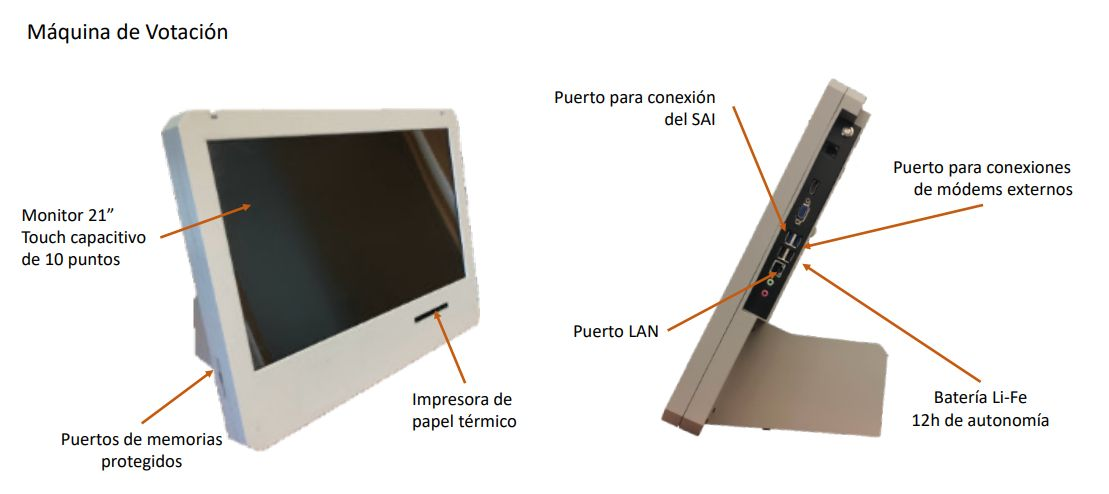 Máquina de Votación
Monitor 21”
Touch capacitivo
de 10 puntos
Puertos de memorias
protegidos
Impresora de
papel térmico
Puerto para conexión
del SAI
Puerto para conexiones
de módems externos
Puerto LAN
Batería Li-Fe
12h de autonomía